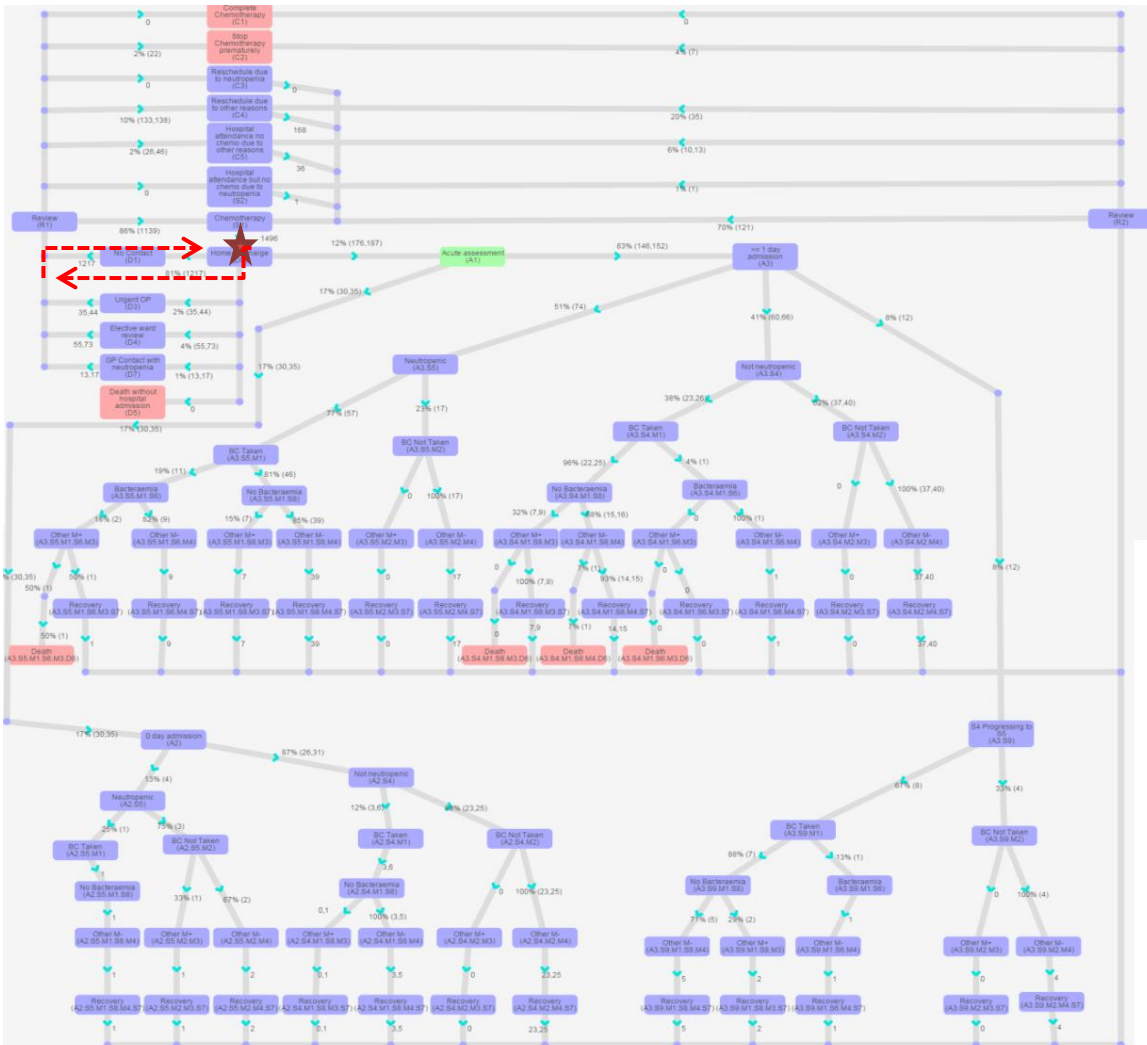 Complete
Chemotherapy
(C1)
0
0
Stop
Chemotherapy
prematurely
(C2)
2% (22)
4% (7)
Reschedule due
to neutropenia
(C3)
0
0
Reschedule due
to other reasons
(C4)
10% (133,138)
168
20% (35)
Hospital
attendance no
chemo due to
other reasons
(C5)
2% (26,46)
36
6% (10,13)
Hospital
attendance but no
chemo due to
neutropenia
(S2)
0
1
1% (1)
Review
(R1)
Chemotherapy
86% (1139)
70% (121)
Review
(R2)
1496
No Contact
(D1)
1217
81% (1217)
12% (176,187)
Acute assessment
(A1)
83% (146,152)
>= 1 day
admission
(A3)
17% (30,35)
51% (74)
41% (60,66)
8% (12)
Urgent OP
(D3)
35,44
2% (35,44)
Elective ward
review
(D4)
55,73
4% (55,73)
GP Contact with
neutropenia
(D7)
13,17
1% (13,17)
17% (30,35)
Death without
hospital
admission
(D5)
0
17% (30,35)
Neutropenic
(A3.S5)
Not neutropenic
(A3.S4)
77% (57)
23% (17)
38% (23,26)
62% (37,40)
BC Taken
(A3.S5.M1)
BC Not Taken
(A3.S5.M2)
BC Taken
(A3.S4.M1)
BC Not Taken
(A3.S4.M2)
19% (11)
81% (46)
0
100% (17)
96% (22,25)
4% (1)
0
100% (37,40)
Bacteraemia
(A3.S5.M1.S6)
No Bacteraemia
(A3.S5.M1.S8)
No Bacteraemia
(A3.S4.M1.S8)
Bacteraemia
(A3.S4.M1.S6)
18% (2)
82% (9)
15% (7)
85% (39)
32% (7,9)
68% (15,16)
0
100% (1)
Other M+
(A3.S5.M1.S6.M3)
Other M-
(A3.S5.M1.S6.M4)
Other M+
(A3.S5.M1.S8.M3)
Other M-
(A3.S5.M1.S8.M4)
Other M+
(A3.S5.M2.M3)
Other M-
(A3.S5.M2.M4)
Other M+
(A3.S4.M1.S8.M3)
Other M-
(A3.S4.M1.S8.M4)
Other M+
(A3.S4.M1.S6.M3)
Other M-
(A3.S4.M1.S6.M4)
Other M+
(A3.S4.M2.M3)
Other M-
(A3.S4.M2.M4)
(30,35)
50% (1)
50% (1)
9
7
39
0
17
0
100% (7,9)
7% (1)
93% (14,15)
0
0
1
0
37,40
8% (12)
Recovery
(A3.S5.M1.S6.M3.S7)
Recovery
(A3.S5.M1.S6.M4.S7)
Recovery
(A3.S5.M1.S8.M3.S7)
Recovery
(A3.S5.M1.S8.M4.S7)
Recovery
(A3.S5.M2.M3.S7)
Recovery
(A3.S5.M2.M4.S7)
Recovery
(A3.S4.M1.S8.M3.S7)
Recovery
(A3.S4.M1.S8.M4.S7)
Recovery
(A3.S4.M1.S6.M3.S7)
Recovery
(A3.S4.M1.S6.M4.S7)
Recovery
(A3.S4.M2.M3.S7)
Recovery
(A3.S4.M2.M4.S7)
50% (1)
1
9
7
39
0
17
0
7,9
7% (1)
14,15
0
0
1
0
37,40
Death
(A3.S5.M1.S6.M3.D6)
Death
(A3.S4.M1.S8.M3.D6)
Death
(A3.S4.M1.S8.M4.D6)
Death
(A3.S4.M1.S6.M3.D6)
17% (30,35)
0 day admission
(A2)
87% (26,31)
13% (4)
S4 Progressing to
S5
(A3.S9)
67% (8)
33% (4)
Neutropenic
(A2.S5)
Not neutropenic
(A2.S4)
25% (1)
75% (3)
12% (3,6)
(23,25)
BC Taken
(A2.S5.M1)
BC Not Taken
(A2.S5.M2)
BC Taken
(A2.S4.M1)
BC Not Taken
(A2.S4.M2)
BC Taken
(A3.S9.M1)
BC Not Taken
(A3.S9.M2)
1
33% (1)
67% (2)
3,6
0
100% (23,25)
88% (7)
13% (1)
0
100% (4)
No Bacteraemia
(A2.S5.M1.S8)
No Bacteraemia
(A2.S4.M1.S8)
No Bacteraemia
(A3.S9.M1.S8)
Bacteraemia
(A3.S9.M1.S6)
1
0,1
100% (3,5)
71% (5)
29% (2)
1
Other M-
(A2.S5.M1.S8.M4)
Other M+
(A2.S5.M2.M3)
Other M-
(A2.S5.M2.M4)
Other M+
(A2.S4.M1.S8.M3)
Other M-
(A2.S4.M1.S8.M4)
Other M+
(A2.S4.M2.M3)
Other M-
(A2.S4.M2.M4)
Other M-
(A3.S9.M1.S8.M4)
Other M+
(A3.S9.M1.S8.M3)
Other M-
(A3.S9.M1.S6.M4)
Other M+
(A3.S9.M2.M3)
Other M-
(A3.S9.M2.M4)
1
1
2
0,1
3,5
0
23,25
5
2
1
0
4
Recovery
(A2.S5.M1.S8.M4.S7)
Recovery
(A2.S5.M2.M3.S7)
Recovery
(A2.S5.M2.M4.S7)
Recovery
(A2.S4.M1.S8.M3.S7)
Recovery
(A2.S4.M1.S8.M4.S7)
Recovery
(A2.S4.M2.M3.S7)
Recovery
(A2.S4.M2.M4.S7)
Recovery
(A3.S9.M1.S8.M4.S7)
Recovery
(A3.S9.M1.S8.M3.S7)
Recovery
(A3.S9.M1.S6.M4.S7)
Recovery
(A3.S9.M2.M3.S7)
Recovery
(A3.S9.M2.M4.S7)
1
1
2
0,1
3,5
0
23,25
5
2
1
0
4